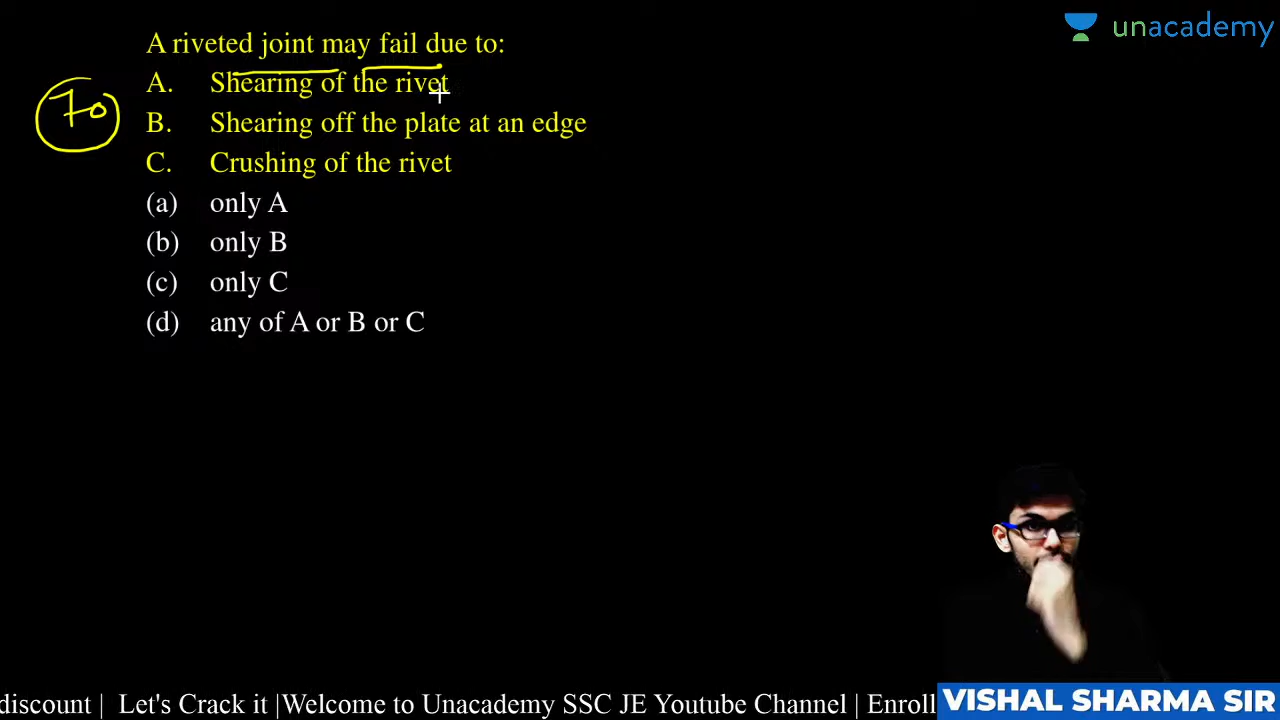 unacademy
A riveted joint may fail due to:
A. Shearing of the rivet
70
B. Shearing off the plate at an edge
C. Crushing of the rivet
(a) only A
(b) only B
(c) only C
(d) any of A or B or C
discount | Let's Crack it |Welcome to Unacademy SSC JE Youtube Channel | Enroll
VISHAL SHARMA SIR